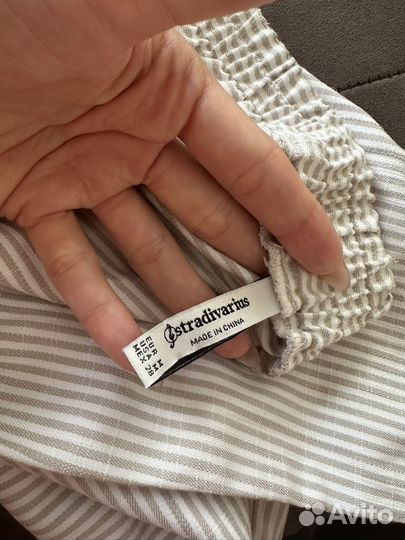 stradivarius
MADE IN CHINA
EUR M
USA M
MEX 28
Avito